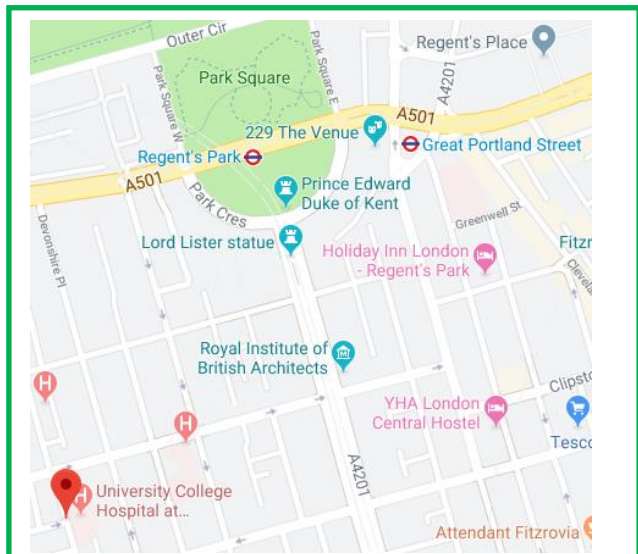 Outer Cir
Regent's Place
Park Square
Park Square W
Park Square E
A4201
A501
229 The Venue
Regent's Park
Great Portland Street
A501
Prince Edward
Duke of Kent
Park Cres
Devonshire Pl
Greenwell St
Lord Lister statue
Holiday Inn London
- Regent's Park
Fitzr
Clevela
Royal Institute of
British Architects
H
Clipsto
YHA London
Central Hostel
H
Tesco
A4201
H
University College
Hospital at...
Attendant Fitzrovia